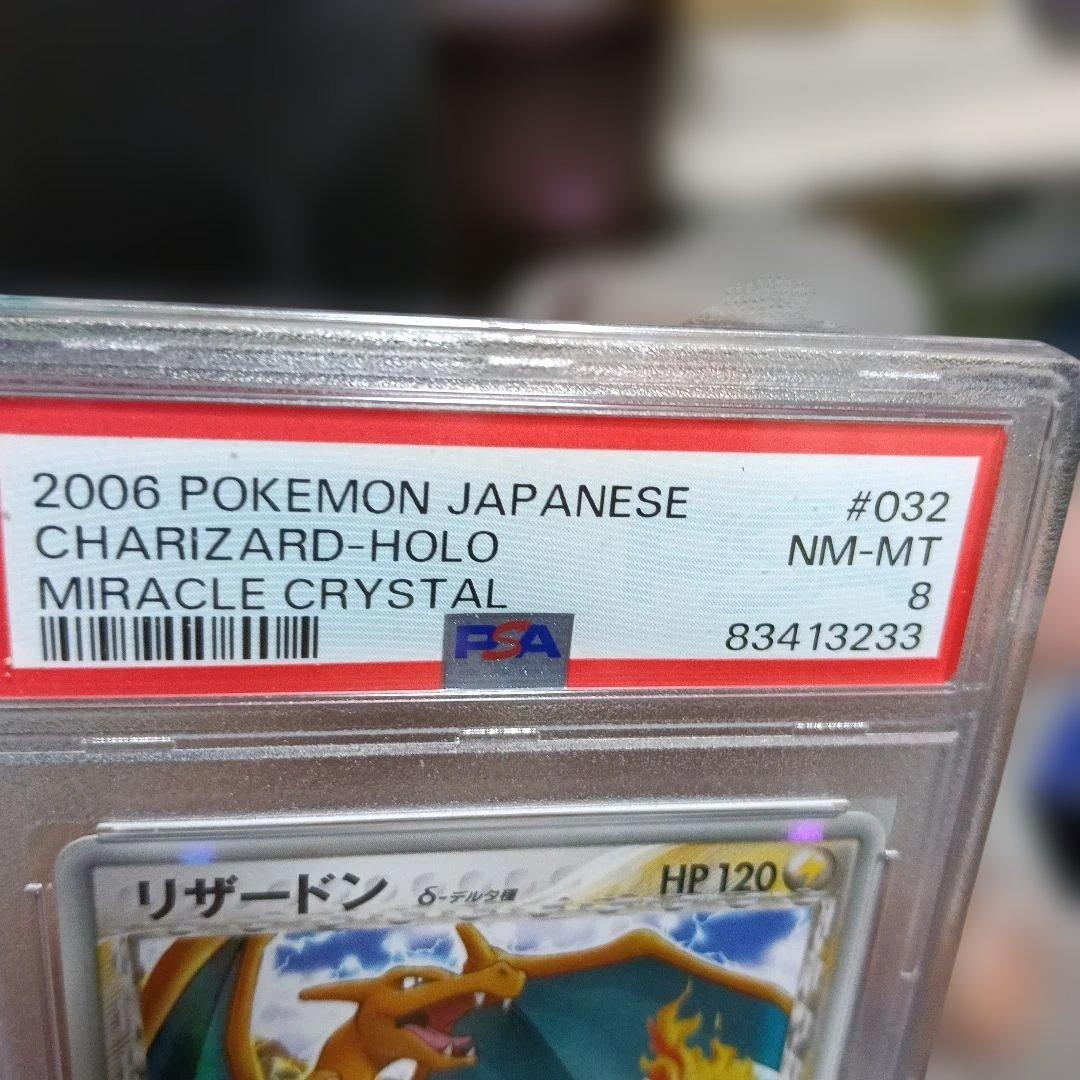 2006 POKEMON JAPANESE #032
CHARIZARD-HOLO NM-MT
MIRACLE CRYSTAL 8
PSA 83413233
リザードン δ-デルタ種 HP 120